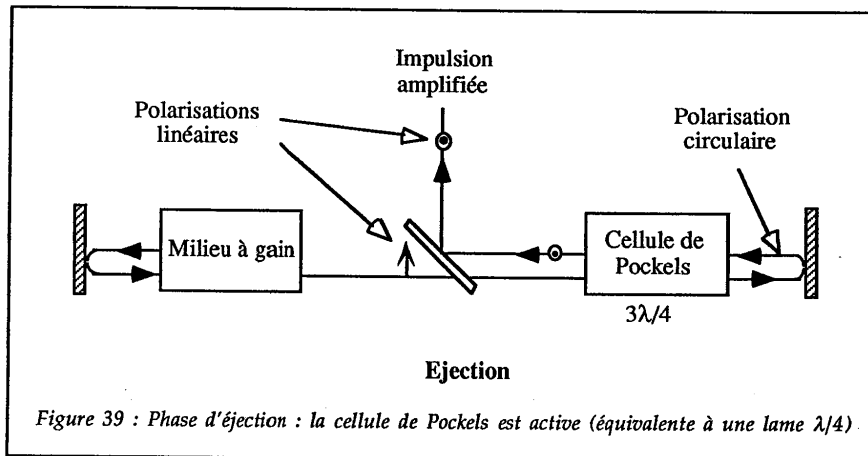 Impulsion
amplifiée
Polarisations
linéaires
Polarisation
circulaire
Milieu à gain
Cellule de
Pockels
3λ/4
Ejection
Figure 39 : Phase d'éjection : la cellule de Pockels est active (équivalente à une lame λ/4)